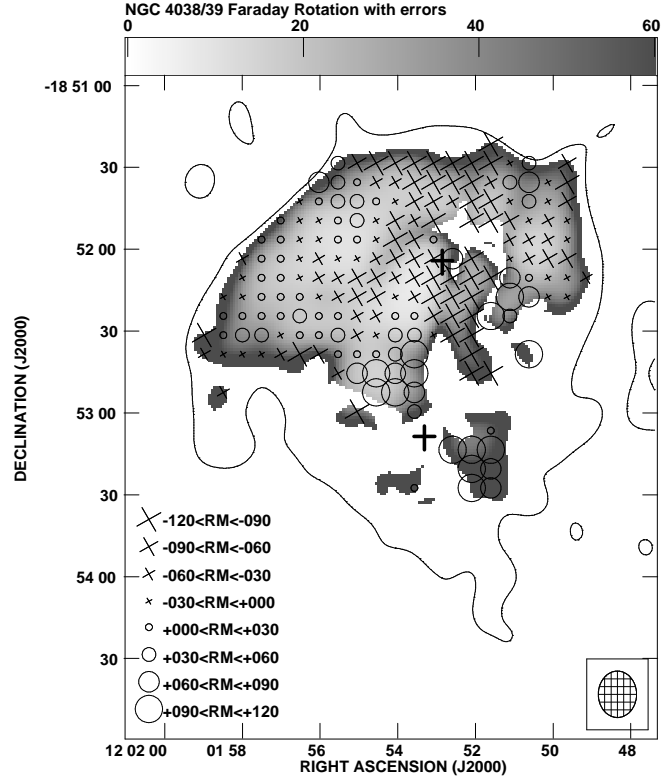 NGC 4038/39 Faraday Rotation with errors
0 20 40 60
-18 51 00
30
52 00
30
53 00
30
54 00
30
DECLINATION (J2000)
-120<RM<-090
-090<RM<-060
-060<RM<-030
-030<RM<+000
+000<RM<+030
+030<RM<+060
+060<RM<+090
+090<RM<+120
12 02 00 01 58 56 54 52 50 48
RIGHT ASCENSION (J2000)